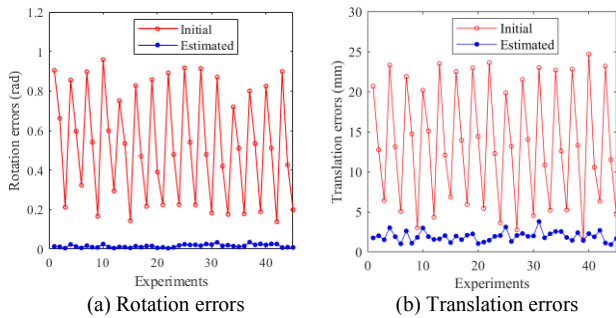 1.2
1
0.8
0.6
0.4
0.2
0
Rotation errors (rad)
Initial
Estimated
0
10
20
30
40
Experiments
(a) Rotation errors
30
25
20
15
10
5
0
Translation errors (mm)
Initial
Estimated
0
10
20
30
40
Experiments
(b) Translation errors